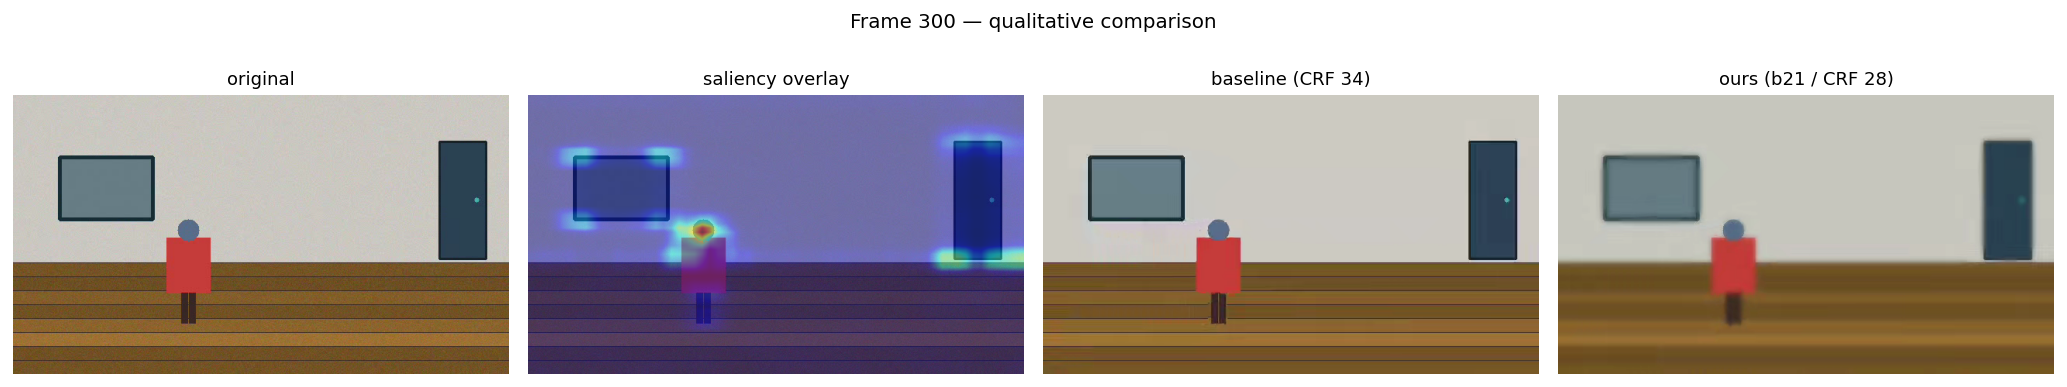 Frame 300 — qualitative comparison
original
saliency overlay
baseline (CRF 34)
ours (b21 / CRF 28)